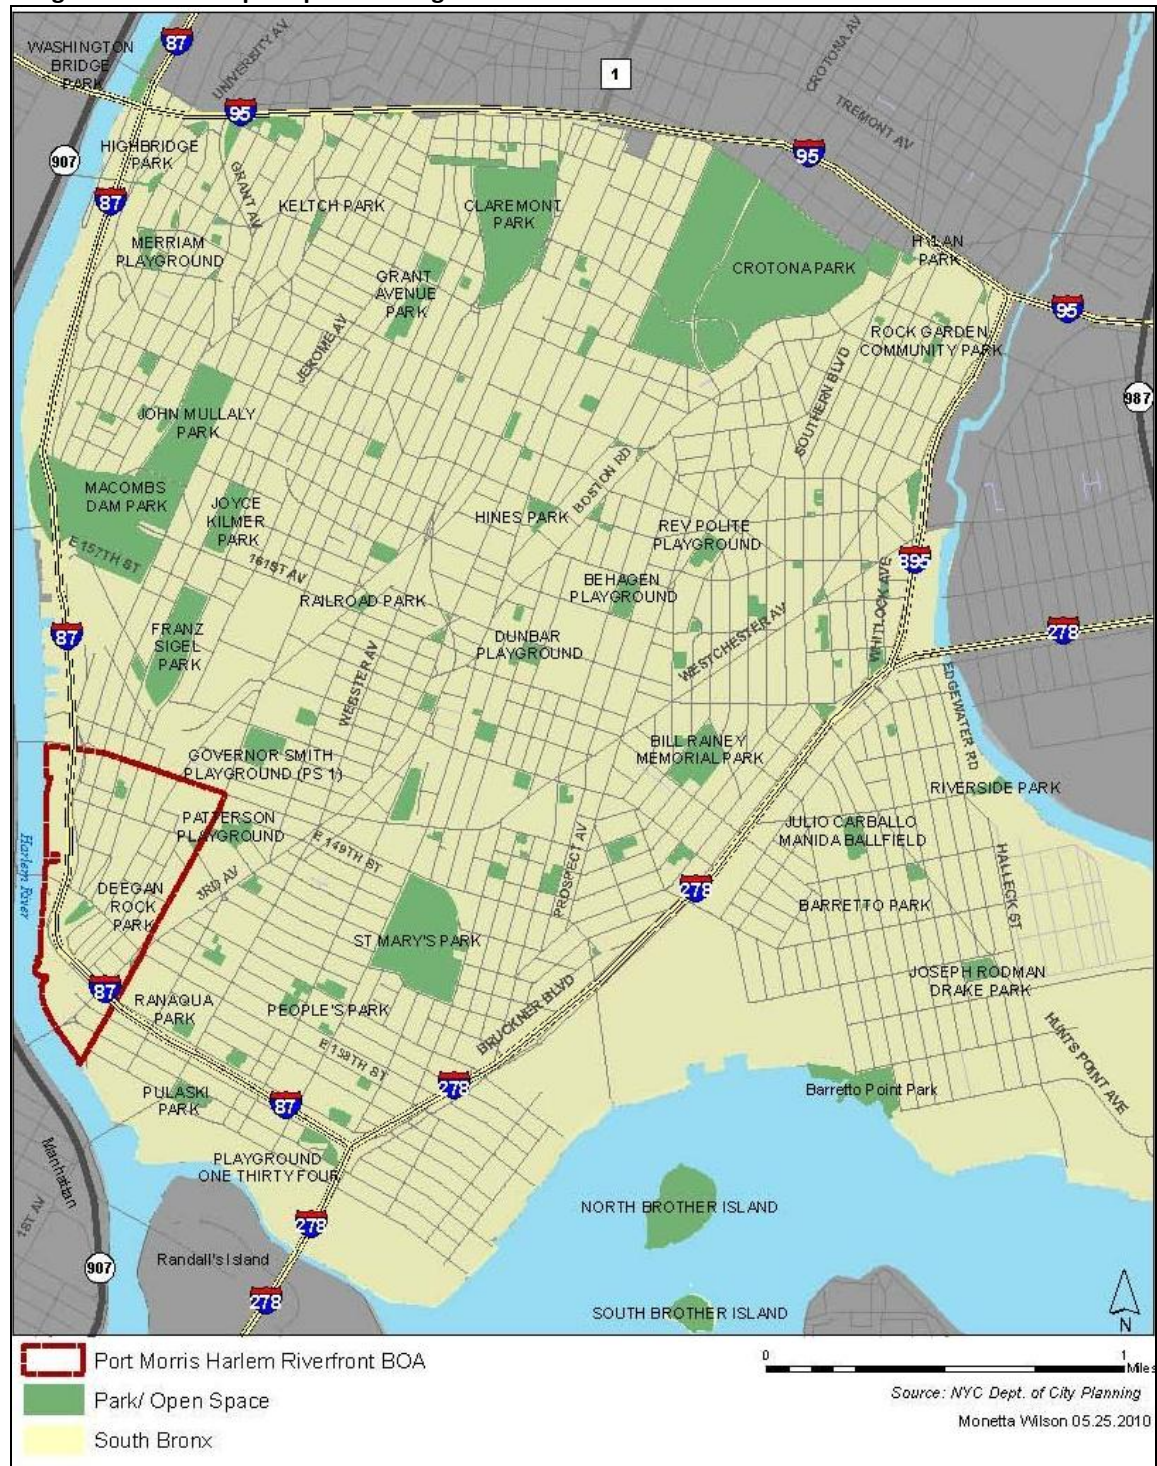 WASHINGTON
BRIDGE
PARK
87
UNIVERSITY AV
1
CROTONA AV
TREMONT AV
95
95
907
HIGHBRIDGE
PARK
87
GRANT AV
KELTCH PARK
CLAREMONT
PARK
MERRIAM
PLAYGROUND
GRANT
AVENUE
PARK
CROTONA PARK
HYLAN
PARK
95
JEROME AV
ROCK GARDEN
COMMUNITY PARK
SOUTHERN BLVD
987
JOHN MULLALY
PARK
MACOMBS
DAM PARK
JOYCE
KILMER
PARK
BOSTON RD
HINES PARK
REV POLITE
PLAYGROUND
E 157TH ST
161ST AV
RAILROAD PARK
BEHAGEN
PLAYGROUND
895
WHITLOCK AVE
87
FRANZ
SIGEL
PARK
DUNBAR
PLAYGROUND
WESTCHESTER AV
278
WEBSTER AV
EDGEWATER RD
GOVERNOR SMITH
PLAYGROUND (PS 1)
BILL RAINEY
MEMORIAL PARK
RIVERSIDE PARK
PATTERSON
PLAYGROUND
E 149TH ST
JULIO CARBALLO
MANIDA BALLFIELD
Harlem River
DEEGAN
ROCK
PARK
3RD AV
PROSPECT AV
278
HALLECK ST
BARRETTO PARK
ST MARY'S PARK
JOSEPH RODMAN
DRAKE PARK
87
RANAQUA
PARK
PEOPLE'S PARK
BRUCKNER BLVD
HUNTS POINT AVE
E 138TH ST
278
PULASKI
PARK
87
Barretto Point Park
Manhattan
PLAYGROUND
ONE THIRTY FOUR
1ST AV
NORTH BROTHER ISLAND
278
907
Randall's Island
278
SOUTH BROTHER ISLAND
N
Port Morris Harlem Riverfront BOA
Park/ Open Space
South Bronx
0 1
Miles
Source: NYC Dept. of City Planning
Monetta Wilson 05.25.2010